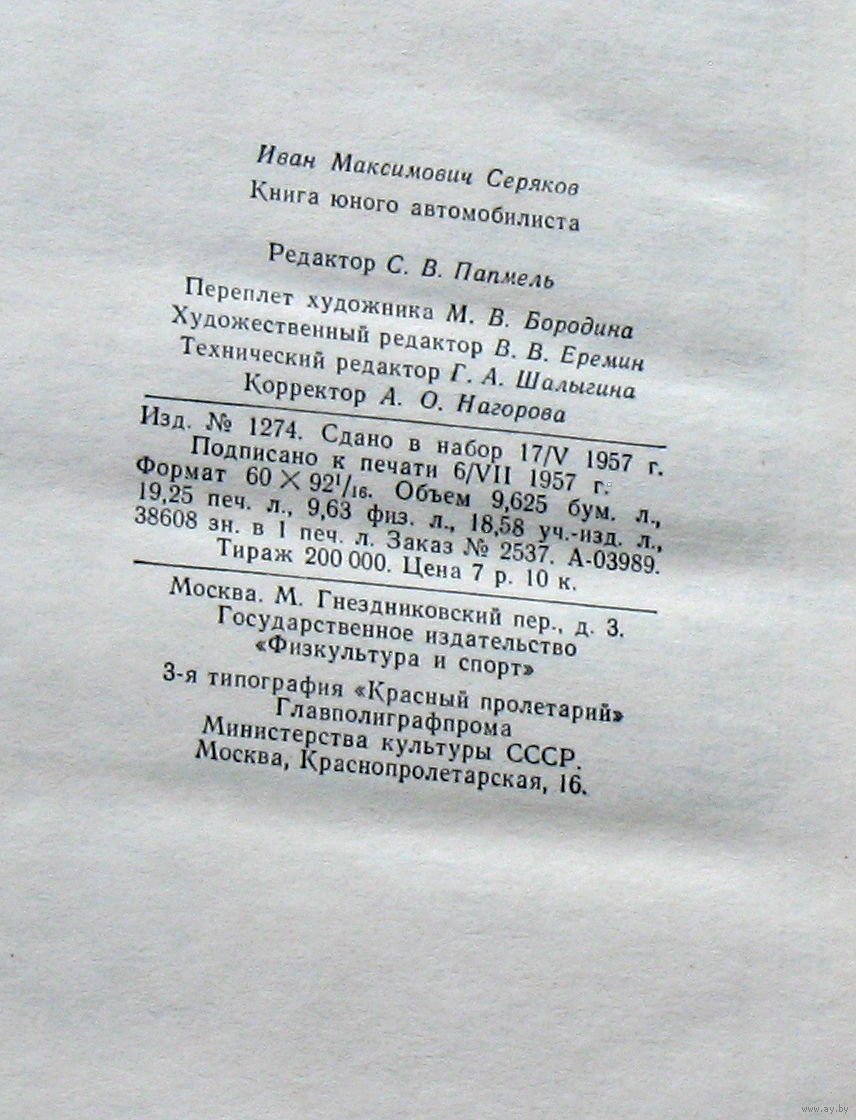 Иван Максимович Серяков
Книга юного автомобилиста
Редактор С. В. Папмель
Переплет художника М. В. Бородина
Художественный редактор В. В. Еремин
Технический редактор Г. А. Шалыгина
Корректор А. О. Нагорова
Изд. № 1274. Сдано в набор 17/V 1957 г.
Подписано к печати 6/VII 1957 г.
Формат 60 × 92¹/₁₆. Объем 9,625 бум. л.,
19,25 печ. л., 9,63 физ. л., 18,58 уч.-изд. л.,
38608 зн. в 1 печ. л. Заказ № 2537. А-03989.
Тираж 200 000. Цена 7 р. 10 к.
Москва. М. Гнездниковский пер., д. 3.
Государственное издательство
«Физкультура и спорт»
3-я типография «Красный пролетарий»
Главполиграфпрома
Министерства культуры СССР.
Москва, Краснопролетарская, 16.
www.ay.by